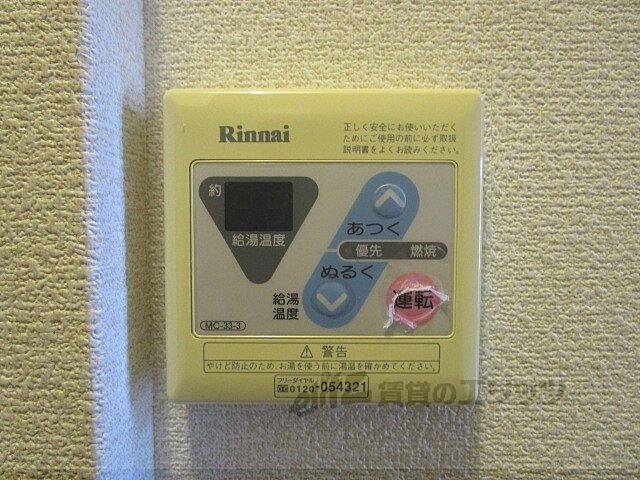 Rinnai
正しく安全にお使いいただく
ためにご使用の前に必ず取扱
説明書をよくお読みください。
約
給湯温度
あつく
優先 燃焼
ぬるく
給湯
温度
運転
MC-33-3
⚠ 警告
やけど防止のため、お湯を使う前に湯温を確かめてください。
フリーダイヤル
0120-054321
賃貸の